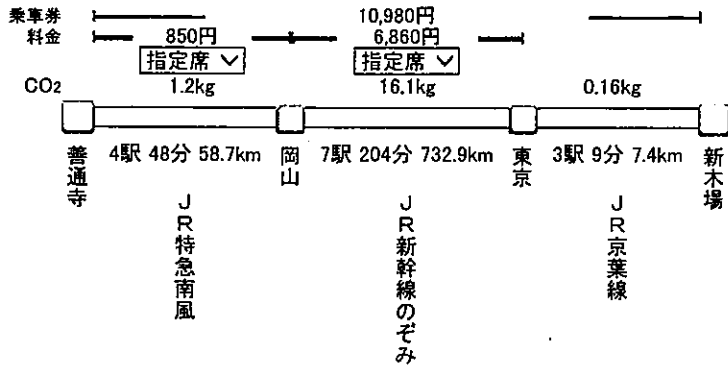 乗車券 10,980円
料金 850円 6,860円
指定席 指定席
CO₂ 1.2kg 16.1kg 0.16kg
善通寺 4駅 48分 58.7km 岡山 7駅 204分 732.9km 東京 3駅 9分 7.4km 新木場
JR特急南風
JR新幹線のぞみ
JR京葉線